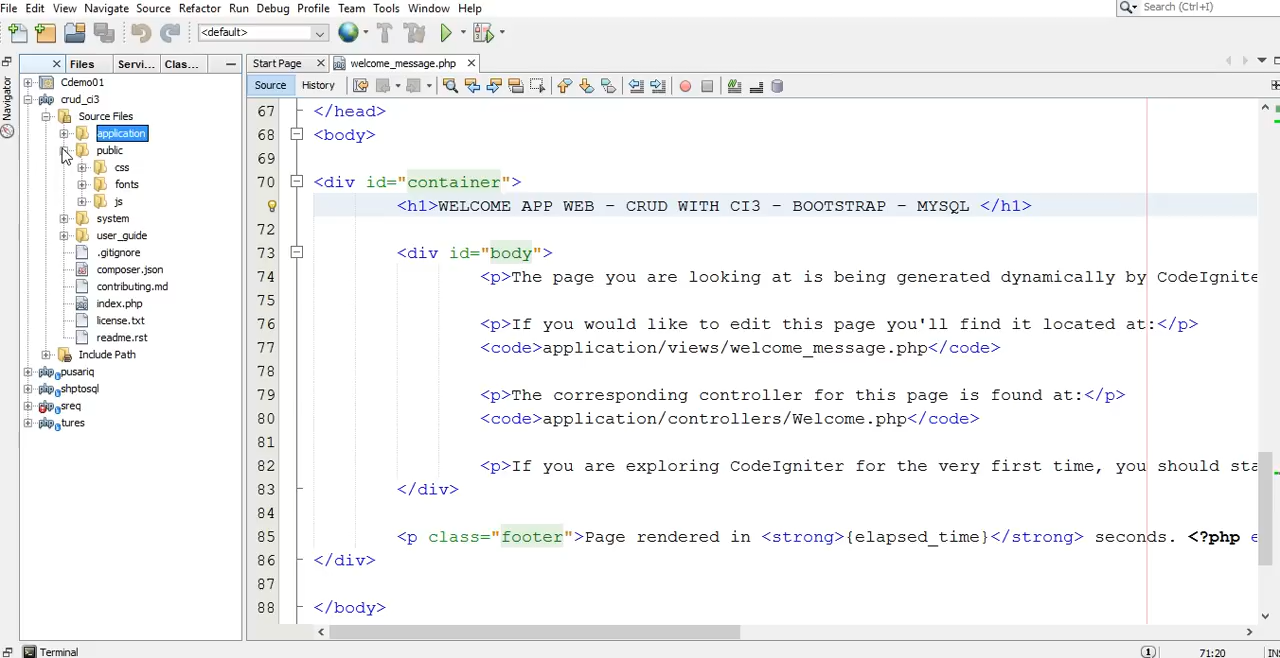 File Edit View Navigate Source Refactor Run Debug Profile Team Tools Window Help
Search (Ctrl+I)
<default>
Files Servi... Clas...
Start Page welcome_message.php
Source History
Navigator
Cdemo01
crud_ci3
Source Files
application
public
css
fonts
js
system
user_guide
.gitignore
composer.json
contributing.md
index.php
license.txt
readme.rst
Include Path
pusariq
shptosql
sreq
tures
67 </head>
68 <body>
69
70 <div id="container">
<h1>WELCOME APP WEB - CRUD WITH CI3 - BOOTSTRAP - MYSQL </h1>
72
73 <div id="body">
74 <p>The page you are looking at is being generated dynamically by CodeIgnite
75
76 <p>If you would like to edit this page you'll find it located at:</p>
77 <code>application/views/welcome_message.php</code>
78
79 <p>The corresponding controller for this page is found at:</p>
80 <code>application/controllers/Welcome.php</code>
81
82 <p>If you are exploring CodeIgniter for the very first time, you should sta
83 </div>
84
85 <p class="footer">Page rendered in <strong>{elapsed_time}</strong> seconds. <?php e
86 </div>
87
88 </body>
Terminal
1 71:20 IN